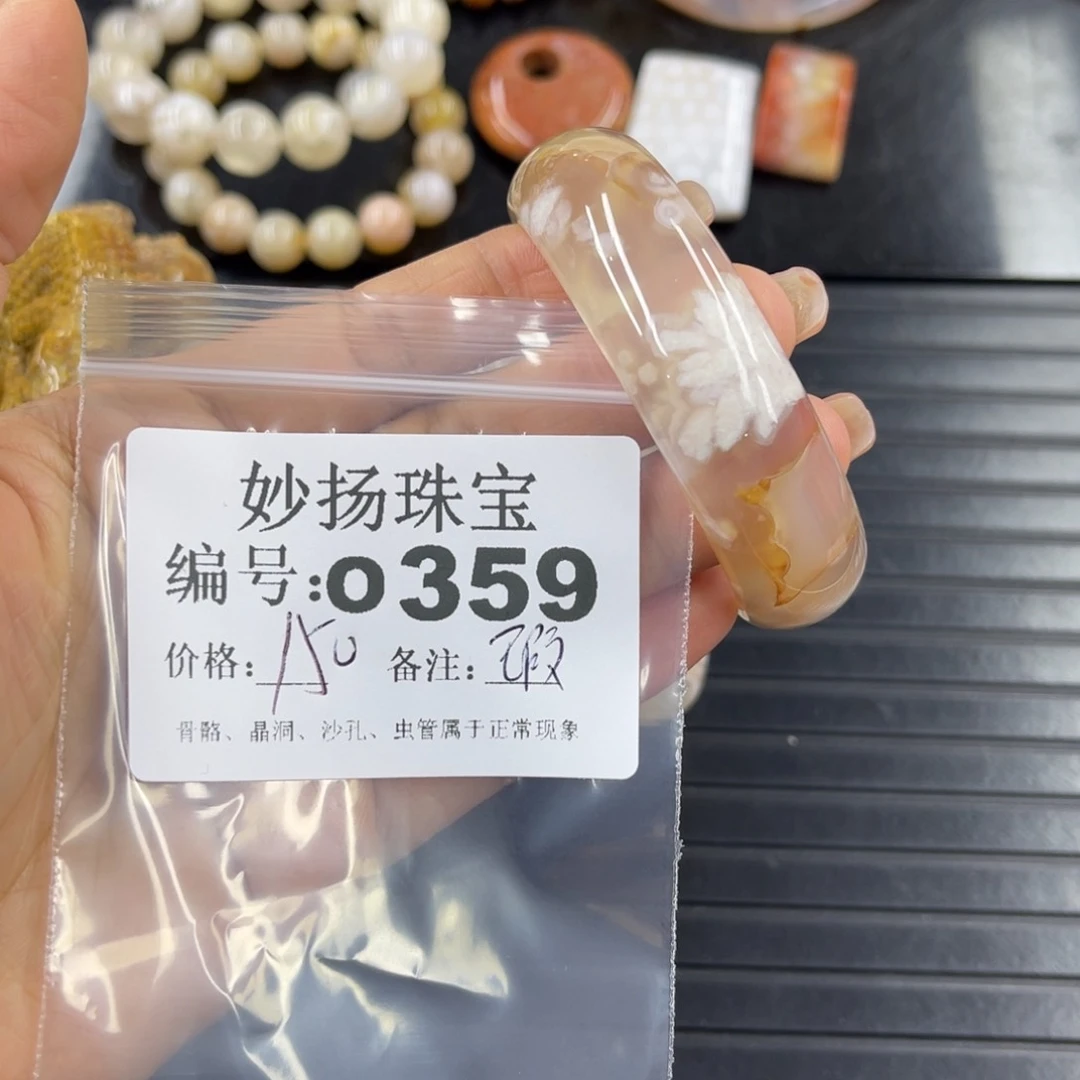 妙扬珠宝
编号:0359
价格: 备注:瑕
骨骼、晶洞、沙孔、虫管属于正常现象